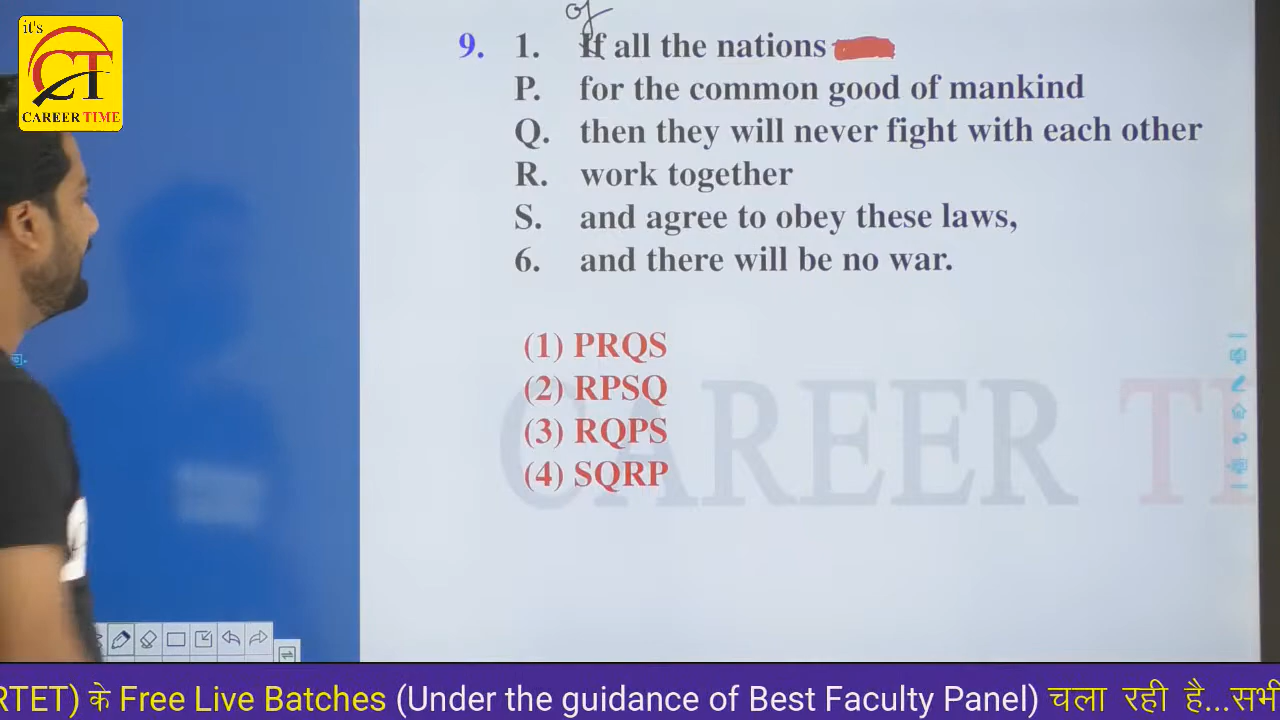 it's
CT
CAREER TIME
of
9. 1. If all the nations
P. for the common good of mankind
Q. then they will never fight with each other
R. work together
S. and agree to obey these laws,
6. and there will be no war.
(1) PRQS
(2) RPSQ
(3) RQPS
(4) SQRP
CAREER TI
RTET) के Free Live Batches (Under the guidance of Best Faculty Panel) चला रही है...सभी